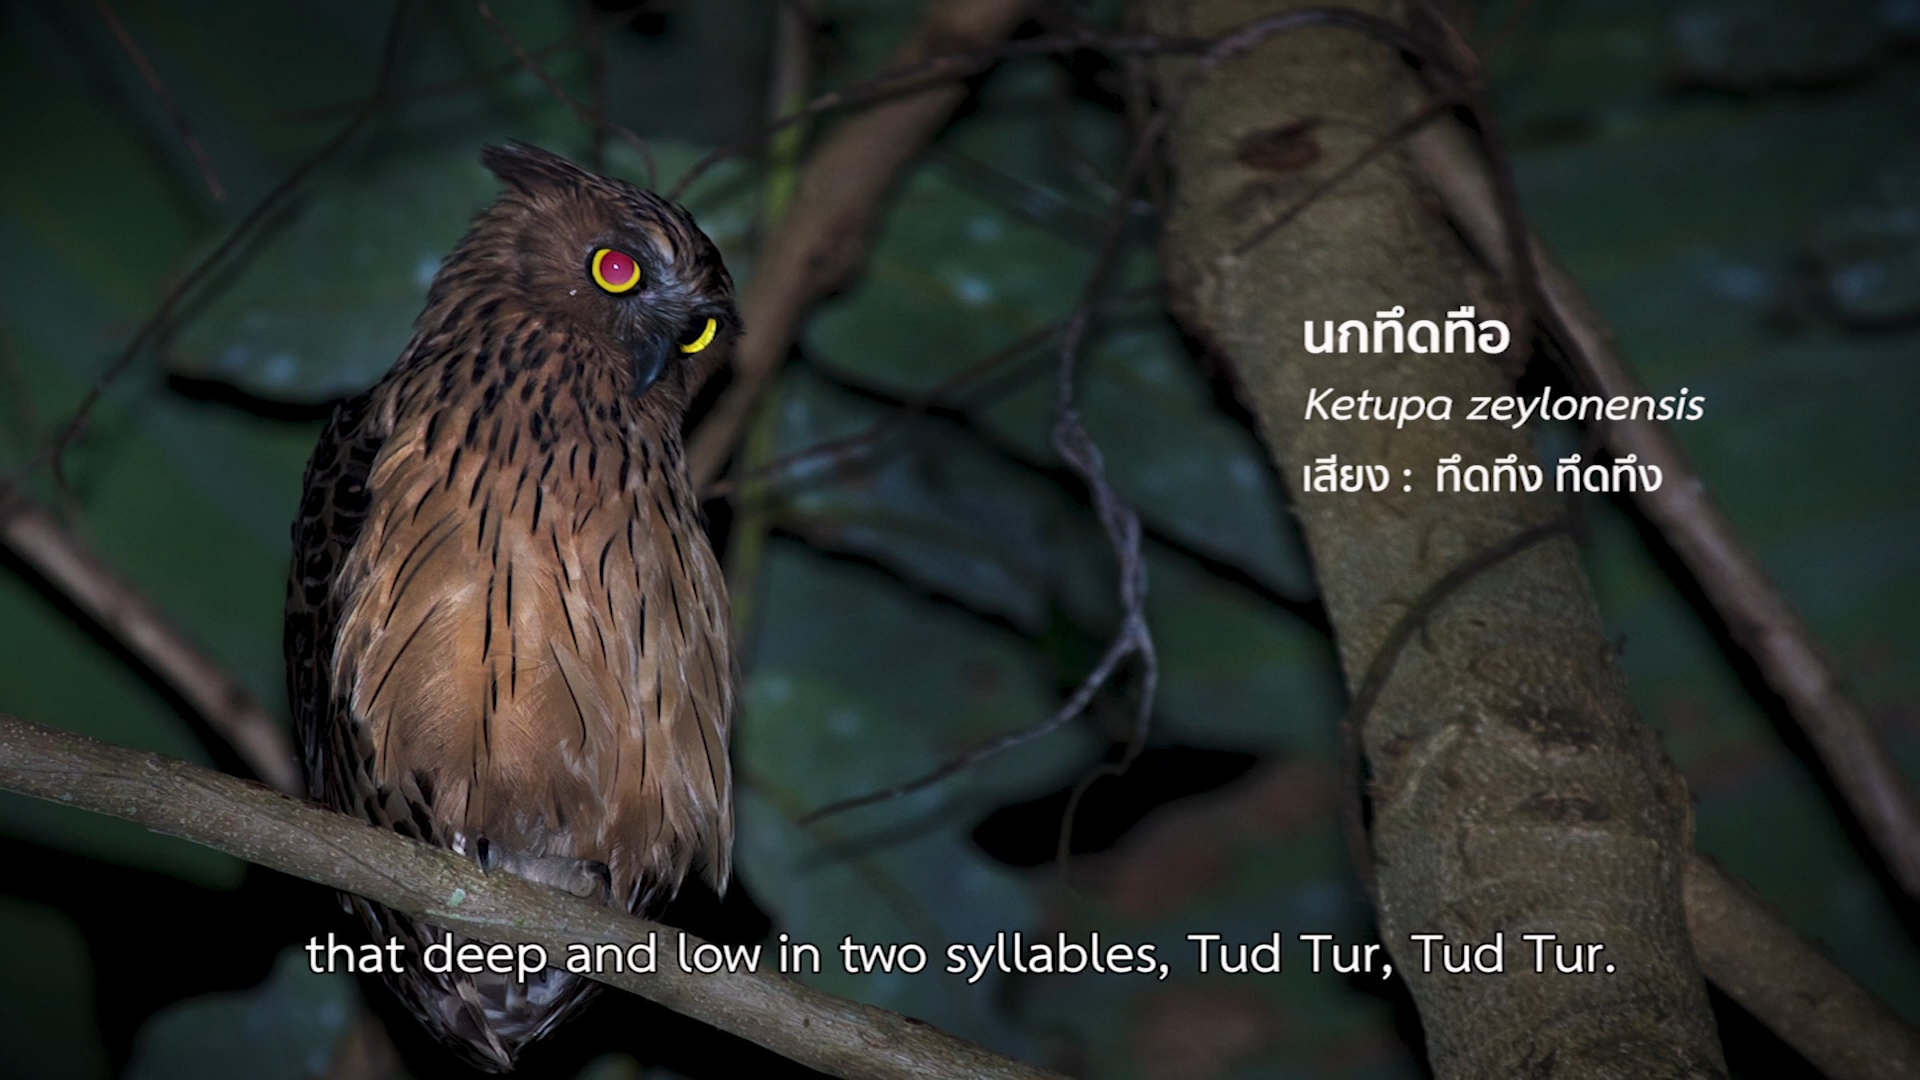 นกทึดทือ
Ketupa zeylonensis
เสียง : ทึดทึง ทึดทึง
that deep and low in two syllables, Tud Tur, Tud Tur.